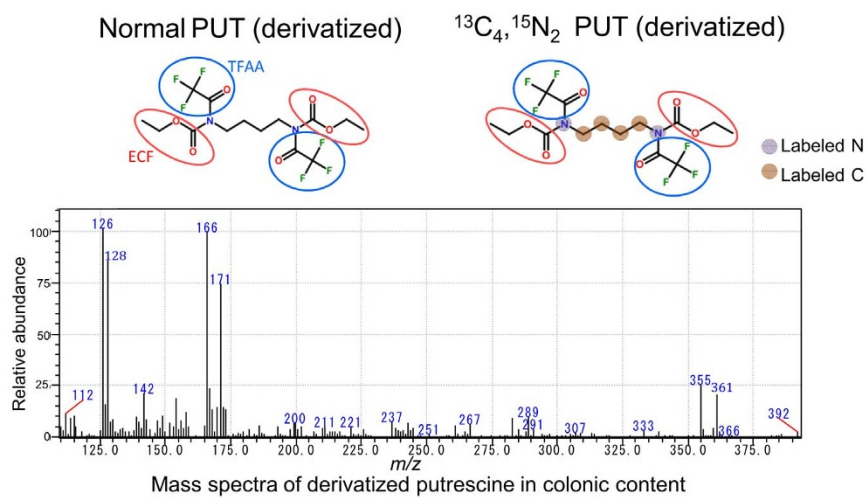 Normal PUT (derivatized)
¹³C₄,¹⁵N₂ PUT (derivatized)
F F F O TFAA
O N N O O
O O O F F F
ECF
F F F O
O N N O O
O O O F F F
Labeled N
Labeled C
Relative abundance
100
75
50
25
0
126
128
166
171
112
142
200
211
221
237
251
267
289
291
307
333
355
361
366
392
125.0 150.0 175.0 200.0 225.0 250.0 275.0 300.0 325.0 350.0 375.0
m/z
Mass spectra of derivatized putrescine in colonic content